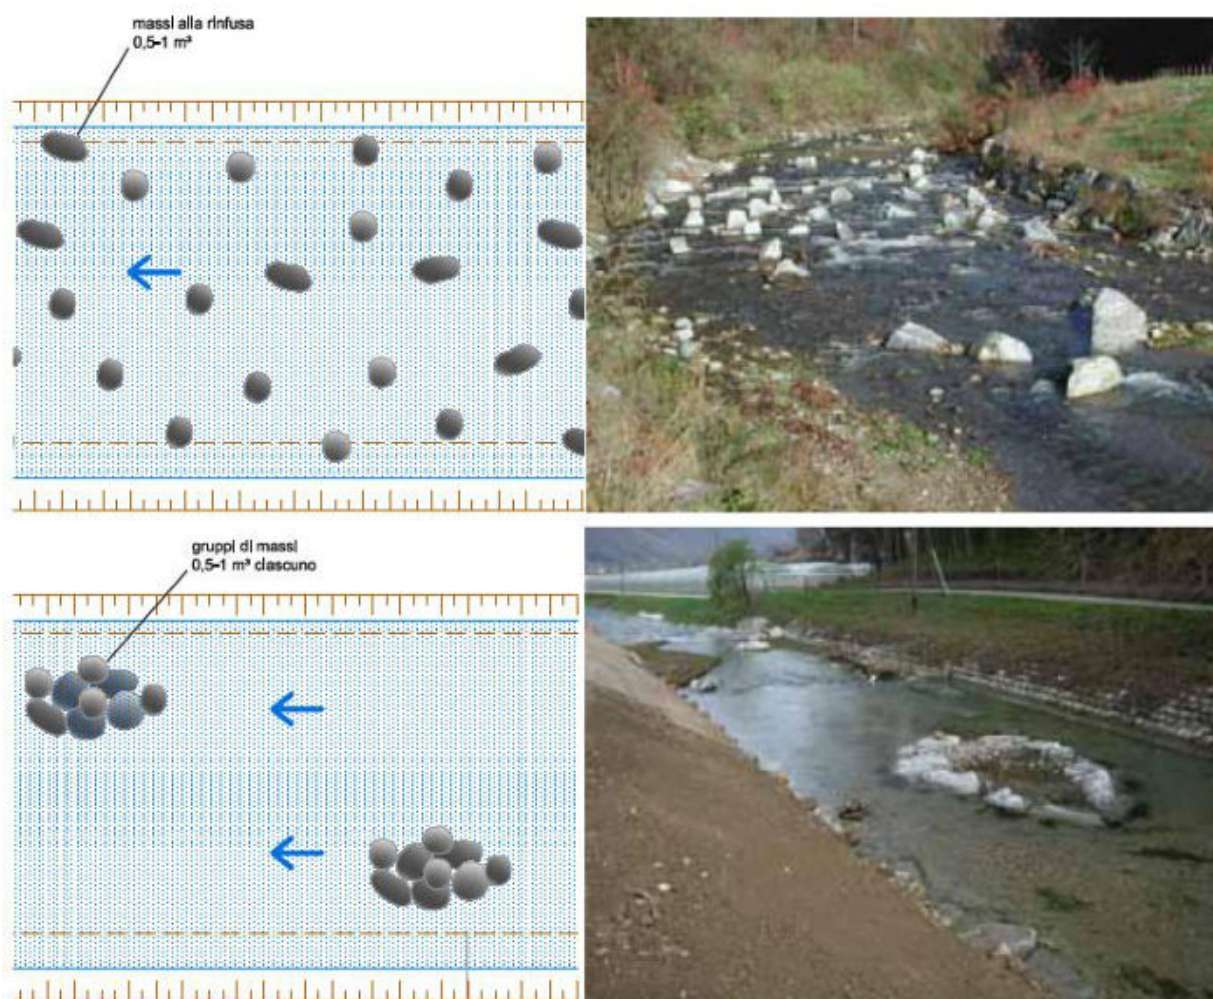 massi alla rinfusa
0,5-1 m³
gruppi di massi
0,5-1 m³ ciascuno